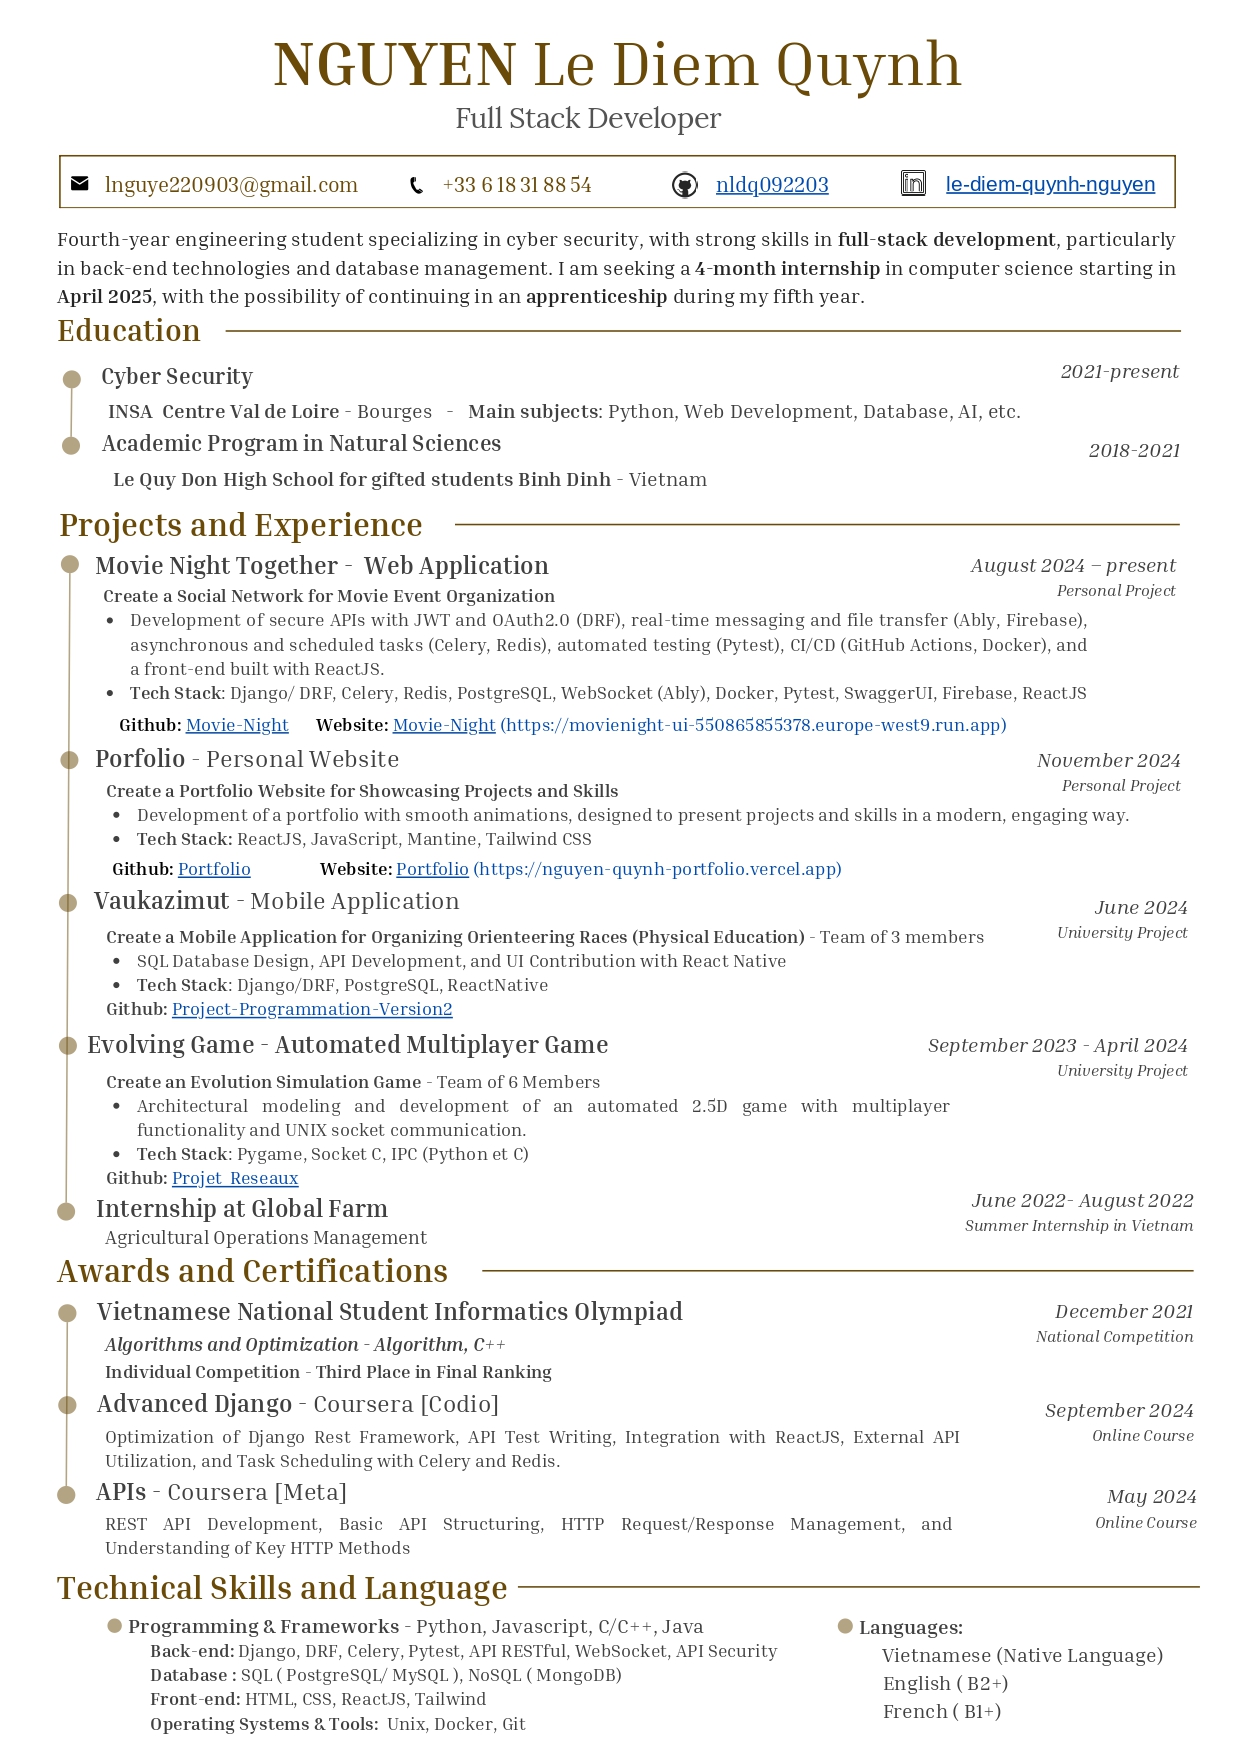 NGUYEN Le Diem Quynh
Full Stack Developer
lnguye220903@gmail.com +33 6 18 31 88 54 nldq092203 le-diem-quynh-nguyen
Fourth-year engineering student specializing in cyber security, with strong skills in full-stack development, particularly
in back-end technologies and database management. I am seeking a 4-month internship in computer science starting in
April 2025, with the possibility of continuing in an apprenticeship during my fifth year.
Education
Cyber Security 2021-present
INSA Centre Val de Loire - Bourges - Main subjects: Python, Web Development, Database, AI, etc.
Academic Program in Natural Sciences 2018-2021
Le Quy Don High School for gifted students Binh Dinh - Vietnam
Projects and Experience
Movie Night Together - Web Application August 2024 – present
Personal Project
Create a Social Network for Movie Event Organization
• Development of secure APIs with JWT and OAuth2.0 (DRF), real-time messaging and file transfer (Ably, Firebase),
asynchronous and scheduled tasks (Celery, Redis), automated testing (Pytest), CI/CD (GitHub Actions, Docker), and
a front-end built with ReactJS.
• Tech Stack: Django/ DRF, Celery, Redis, PostgreSQL, WebSocket (Ably), Docker, Pytest, SwaggerUI, Firebase, ReactJS
Github: Movie-Night Website: Movie-Night (https://movienight-ui-550865855378.europe-west9.run.app)
Porfolio - Personal Website November 2024
Personal Project
Create a Portfolio Website for Showcasing Projects and Skills
• Development of a portfolio with smooth animations, designed to present projects and skills in a modern, engaging way.
• Tech Stack: ReactJS, JavaScript, Mantine, Tailwind CSS
Github: Portfolio Website: Portfolio (https://nguyen-quynh-portfolio.vercel.app)
Vaukazimut - Mobile Application June 2024
University Project
Create a Mobile Application for Organizing Orienteering Races (Physical Education) - Team of 3 members
• SQL Database Design, API Development, and UI Contribution with React Native
• Tech Stack: Django/DRF, PostgreSQL, ReactNative
Github: Project-Programmation-Version2
Evolving Game - Automated Multiplayer Game September 2023 - April 2024
University Project
Create an Evolution Simulation Game - Team of 6 Members
• Architectural modeling and development of an automated 2.5D game with multiplayer
functionality and UNIX socket communication.
• Tech Stack: Pygame, Socket C, IPC (Python et C)
Github: Projet_Reseaux
Internship at Global Farm June 2022- August 2022
Summer Internship in Vietnam
Agricultural Operations Management
Awards and Certifications
Vietnamese National Student Informatics Olympiad December 2021
National Competition
Algorithms and Optimization - Algorithm, C++
Individual Competition - Third Place in Final Ranking
Advanced Django - Coursera [Codio] September 2024
Online Course
Optimization of Django Rest Framework, API Test Writing, Integration with ReactJS, External API
Utilization, and Task Scheduling with Celery and Redis.
APIs - Coursera [Meta] May 2024
Online Course
REST API Development, Basic API Structuring, HTTP Request/Response Management, and
Understanding of Key HTTP Methods
Technical Skills and Language
Programming & Frameworks - Python, Javascript, C/C++, Java
Back-end: Django, DRF, Celery, Pytest, API RESTful, WebSocket, API Security
Database : SQL ( PostgreSQL/ MySQL ), NoSQL ( MongoDB)
Front-end: HTML, CSS, ReactJS, Tailwind
Operating Systems & Tools: Unix, Docker, Git
Languages:
Vietnamese (Native Language)
English ( B2+)
French ( B1+)